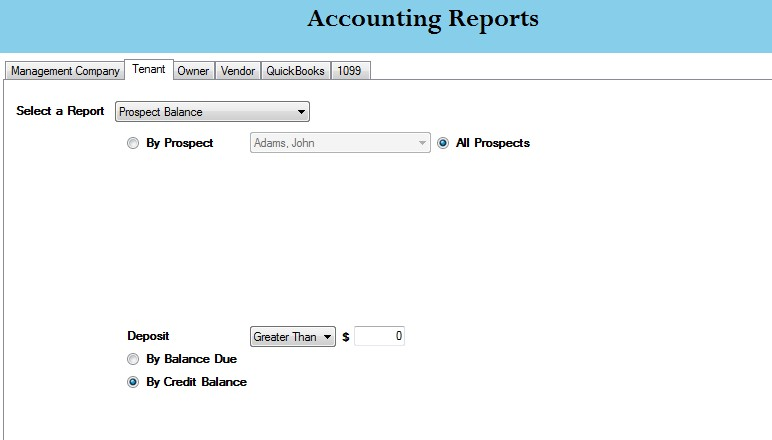 Accounting Reports
Management Company Tenant Owner Vendor QuickBooks 1099
Select a Report Prospect Balance
By Prospect Adams, John All Prospects
Deposit Greater Than $ 0
By Balance Due
By Credit Balance